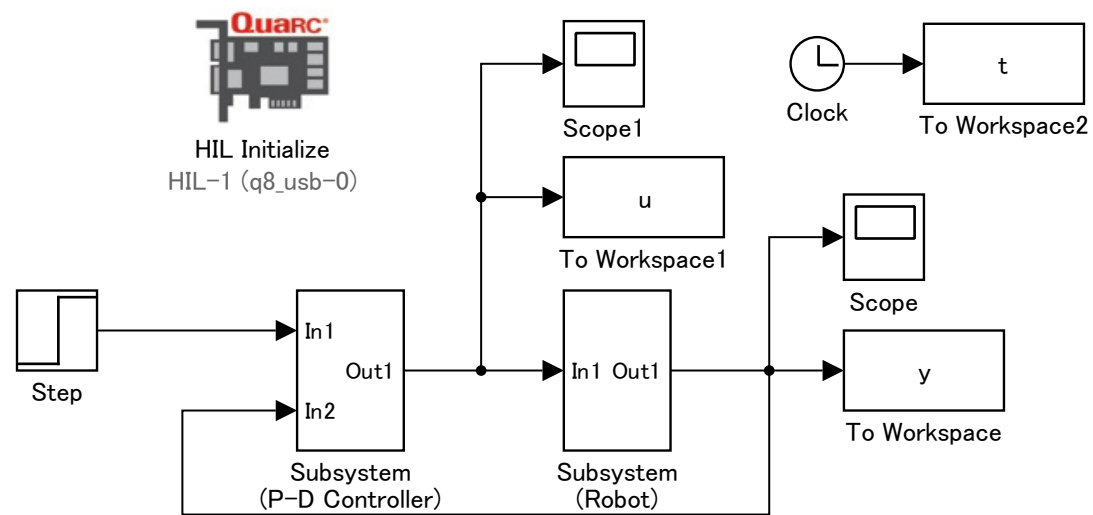 QUARC®
HIL Initialize
HIL-1 (q8_usb-0)
Scope1
Clock
t
To Workspace2
u
To Workspace1
Scope
Step
In1
In2
Out1
Subsystem
(P-D Controller)
In1 Out1
Subsystem
(Robot)
y
To Workspace